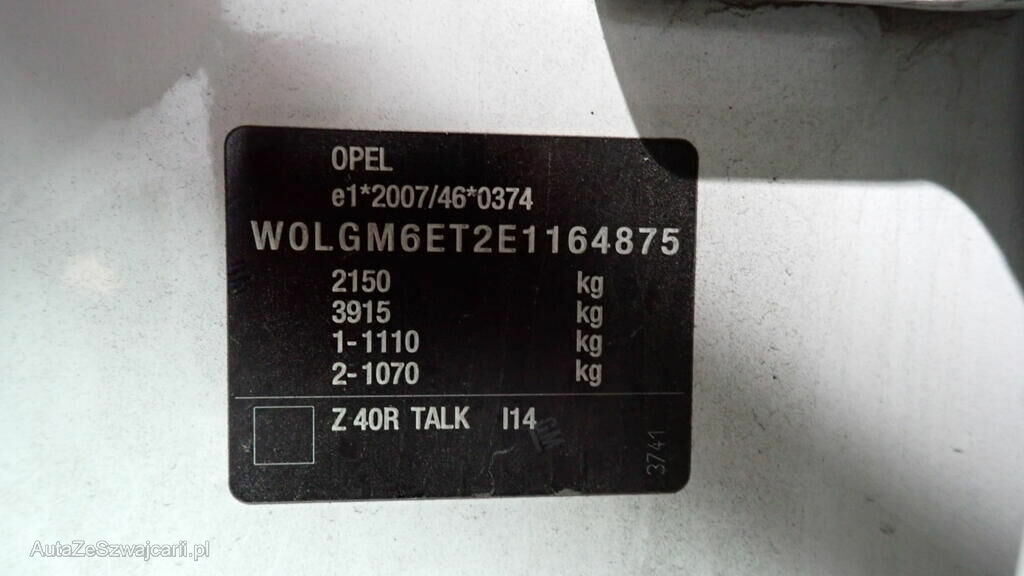 OPEL
e1*2007/46*0374
W0LGM6ET2E1164875
2150 kg
3915 kg
1-1110 kg
2-1070 kg
Z 40R TALK I14
GM
3741
AutaZeSzwajcarii.pl